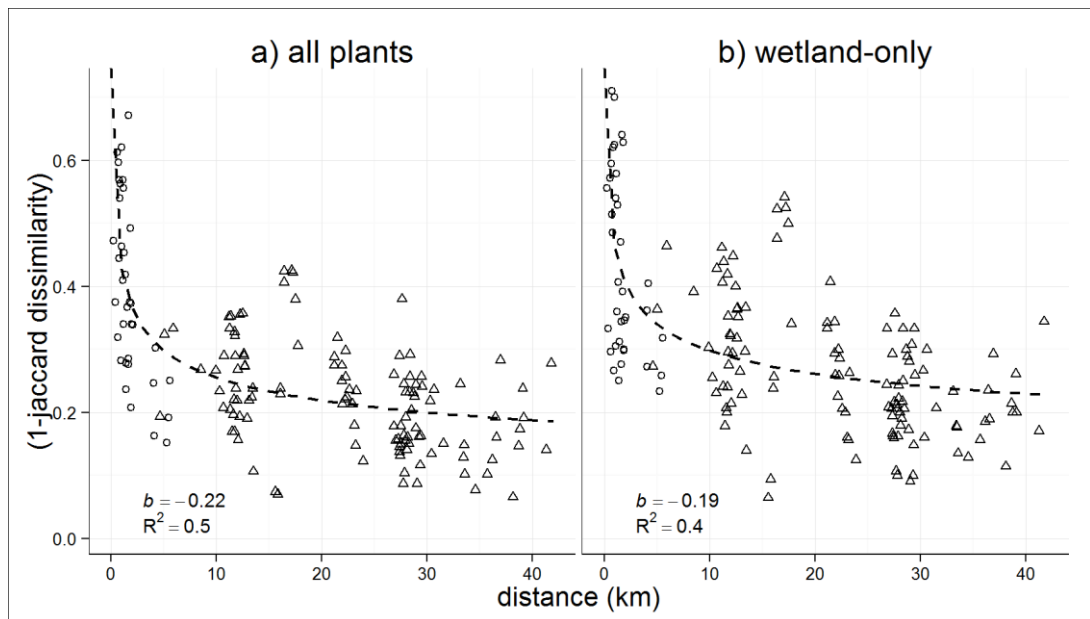 a) all plants
b) wetland-only
(1-jaccard dissimilarity)
0.6
0.4
0.2
0.0
b = −0.22
R² = 0.5
b = −0.19
R² = 0.4
0 10 20 30 40
0 10 20 30 40
distance (km)